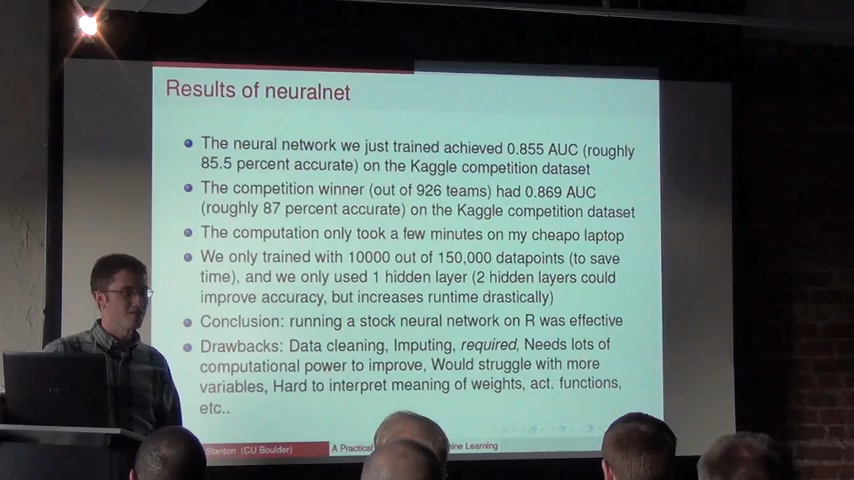 Results of neuralnet
The neural network we just trained achieved 0.855 AUC (roughly
85.5 percent accurate) on the Kaggle competition dataset
The competition winner (out of 926 teams) had 0.869 AUC
(roughly 87 percent accurate) on the Kaggle competition dataset
The computation only took a few minutes on my cheapo laptop
We only trained with 10000 out of 150,000 datapoints (to save
time), and we only used 1 hidden layer (2 hidden layers could
improve accuracy, but increases runtime drastically)
Conclusion: running a stock neural network on R was effective
Drawbacks: Data cleaning, Imputing, required, Needs lots of
computational power to improve, Would struggle with more
variables, Hard to interpret meaning of weights, act. functions,
etc..
Stanton (CU Boulder) A Practical Learning